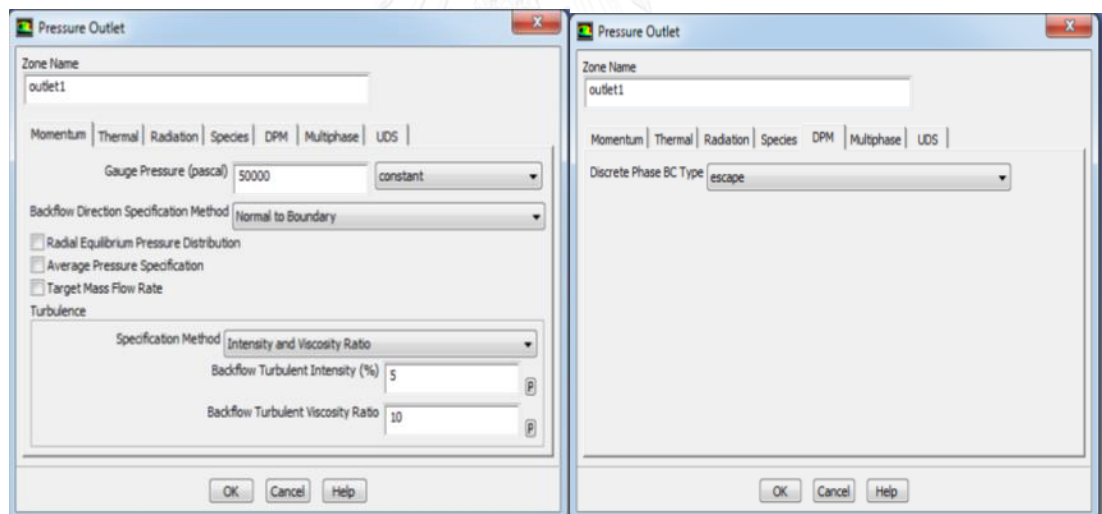 Pressure Outlet
Zone Name
outlet1
Momentum Thermal Radiation Species DPM Multiphase UDS
Gauge Pressure (pascal) 50000 constant
Backflow Direction Specification Method Normal to Boundary
Radial Equilibrium Pressure Distribution
Average Pressure Specification
Target Mass Flow Rate
Turbulence
Specification Method Intensity and Viscosity Ratio
Backflow Turbulent Intensity (%) 5 P
Backflow Turbulent Viscosity Ratio 10 P
OK Cancel Help
Pressure Outlet
Zone Name
outlet1
Momentum Thermal Radiation Species DPM Multiphase UDS
Discrete Phase BC Type escape
OK Cancel Help